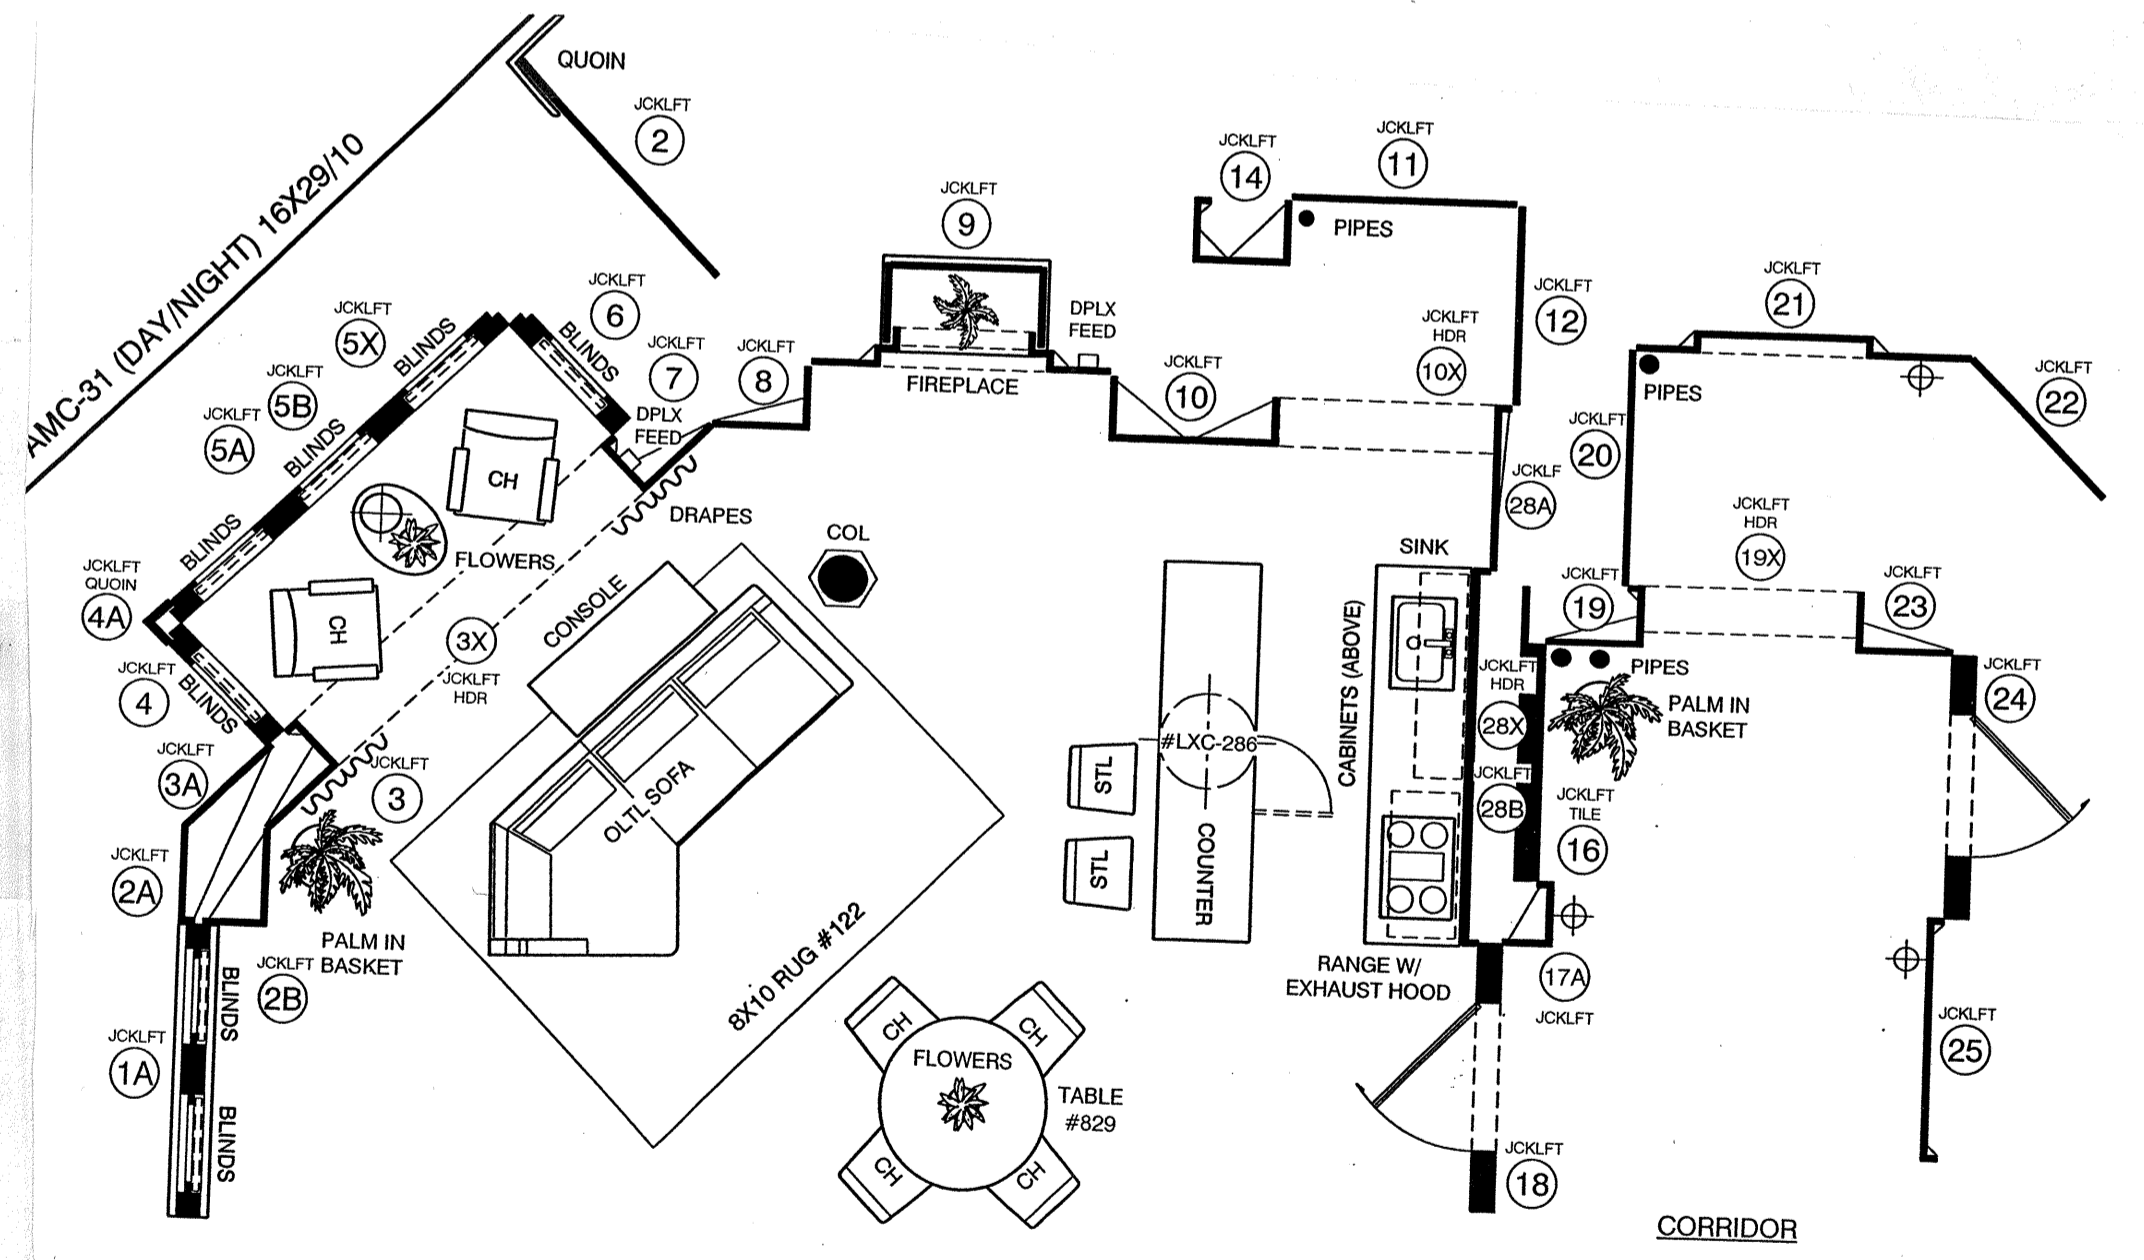 QUOIN
JCKLFT
2
AMC-31 (DAY/NIGHT) 16X29/10
JCKLFT
11
JCKLFT
14
PIPES
JCKLFT
9
JCKLFT
12
JCKLFT
21
JCKLFT
6
JCKLFT
5X
BLINDS
BLINDS
DPLX
FEED
JCKLFT
HDR
10X
JCKLFT
7
JCKLFT
8
FIREPLACE
JCKLFT
10
PIPES
JCKLFT
22
JCKLFT
5B
JCKLFT
5A
BLINDS
DPLX
FEED
JCKLFT
20
CH
DRAPES
JCKLF
28A
JCKLFT
HDR
19X
BLINDS
COL
SINK
FLOWERS
JCKLFT
QUOIN
4A
CONSOLE
JCKLFT
19
JCKLFT
23
CH
3X
JCKLFT
HDR
CABINETS (ABOVE)
JCKLFT
HDR
28X
PIPES
PALM IN
BASKET
JCKLFT
24
JCKLFT
4
BLINDS
#LXC-286
JCKLFT
3A
JCKLFT
3
OLTL SOFA
STL
JCKLFT
28B
JCKLFT
TILE
16
JCKLFT
2A
STL
COUNTER
PALM IN
BASKET
JCKLFT
2B
BLINDS
8X10 RUG #122
RANGE W/
EXHAUST HOOD
17A
JCKLFT
JCKLFT
1A
CH
CH
FLOWERS
TABLE
#829
JCKLFT
25
BLINDS
CH
CH
JCKLFT
18
CORRIDOR